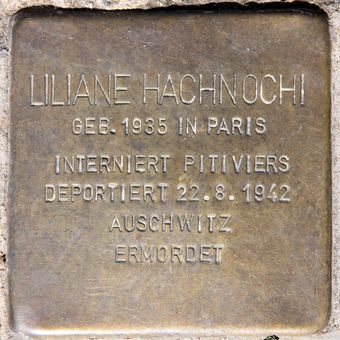 LILIANE HACHNOCHI
GEB. 1935 IN PARIS
INTERNIERT PITIVIERS
DEPORTIERT 22.8.1942
AUSCHWITZ
ERMORDET